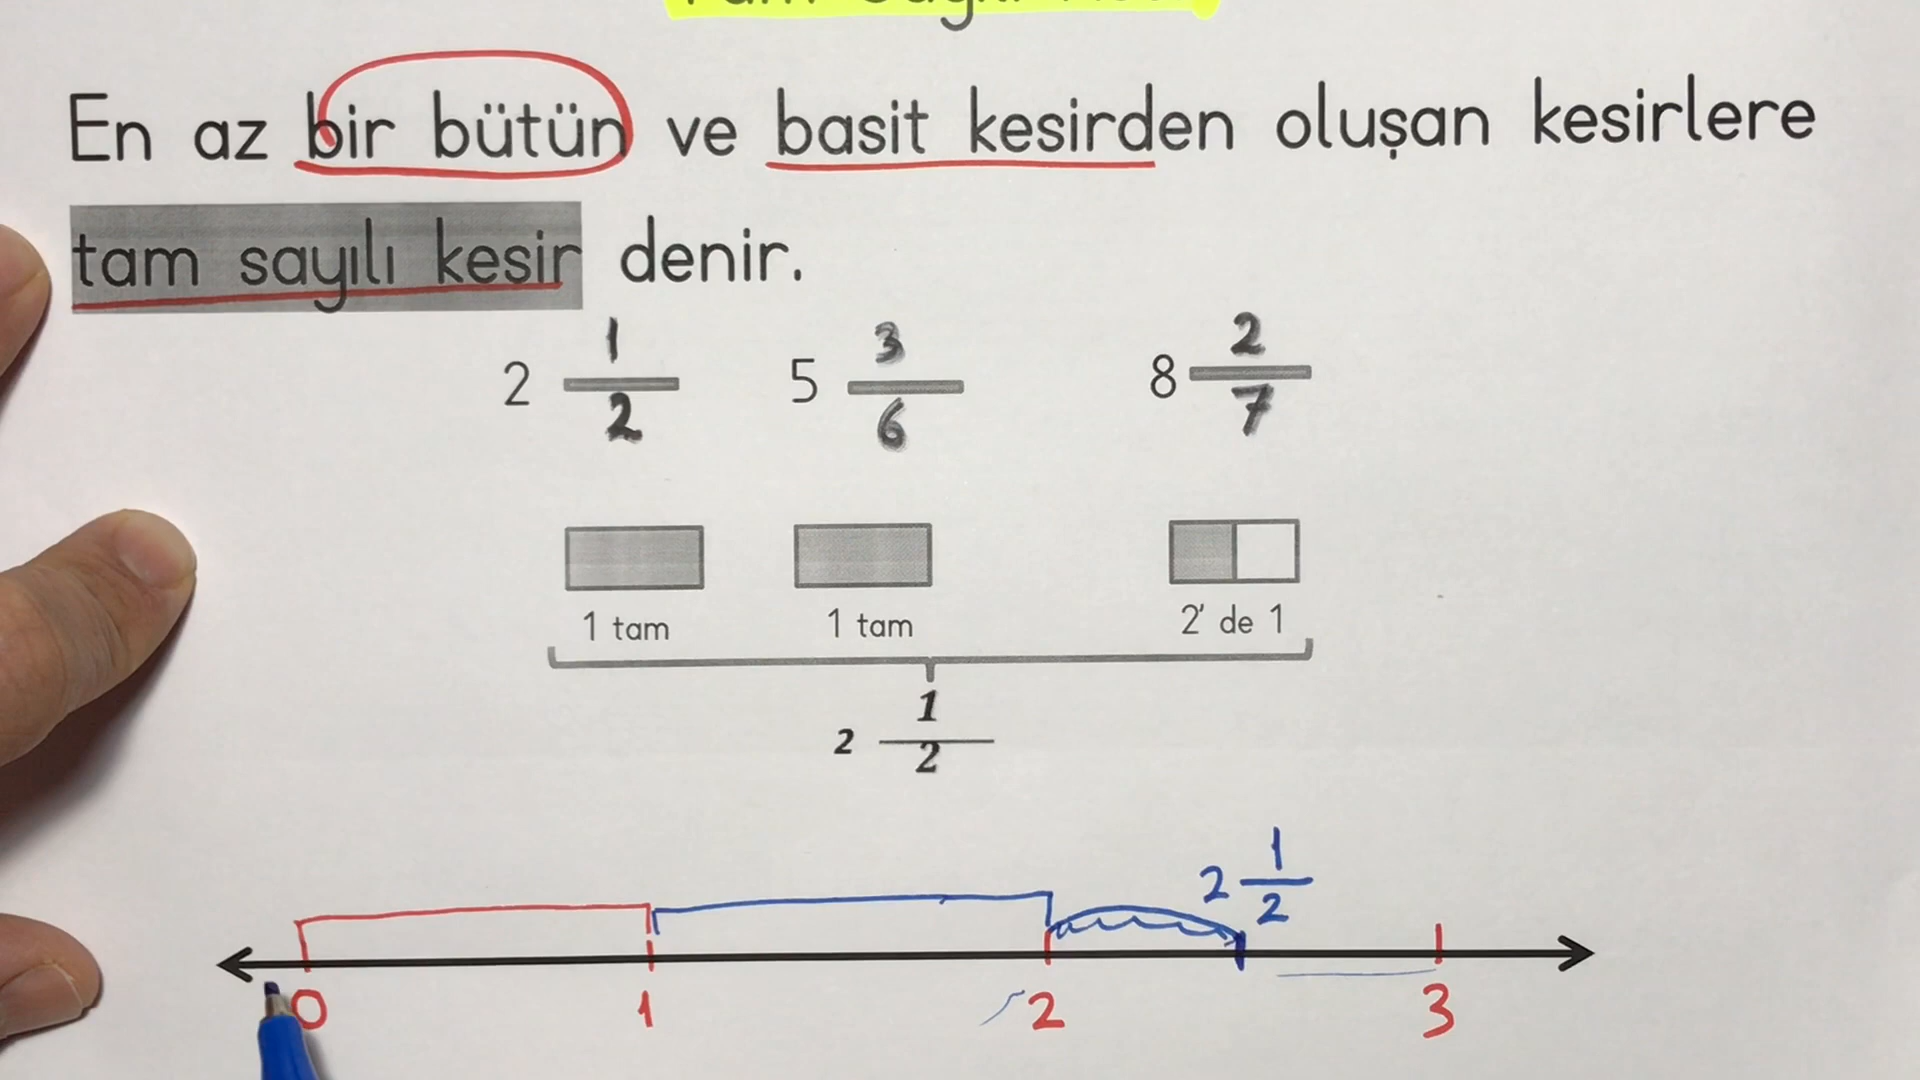 En az bir bütün ve basit kesirden oluşan kesirlere
tam sayılı kesir denir.
2 1/2 5 3/6 8 2/7
1 tam 1 tam 2' de 1
2 1/2
2 1/2
0 1 2 3